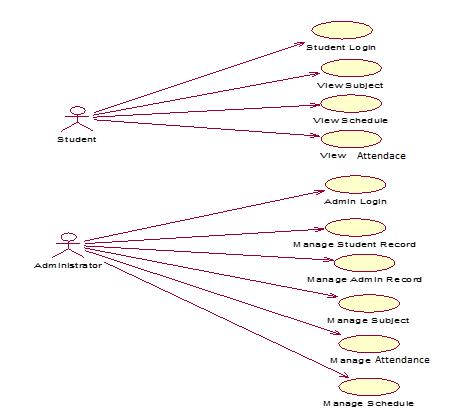 Student Login
View Subject
View Schedule
Student
View Attendace
Admin Login
Manage Student Record
Administrator
Manage Admin Record
Manage Subject
Manage Attendance
Manage Schedule